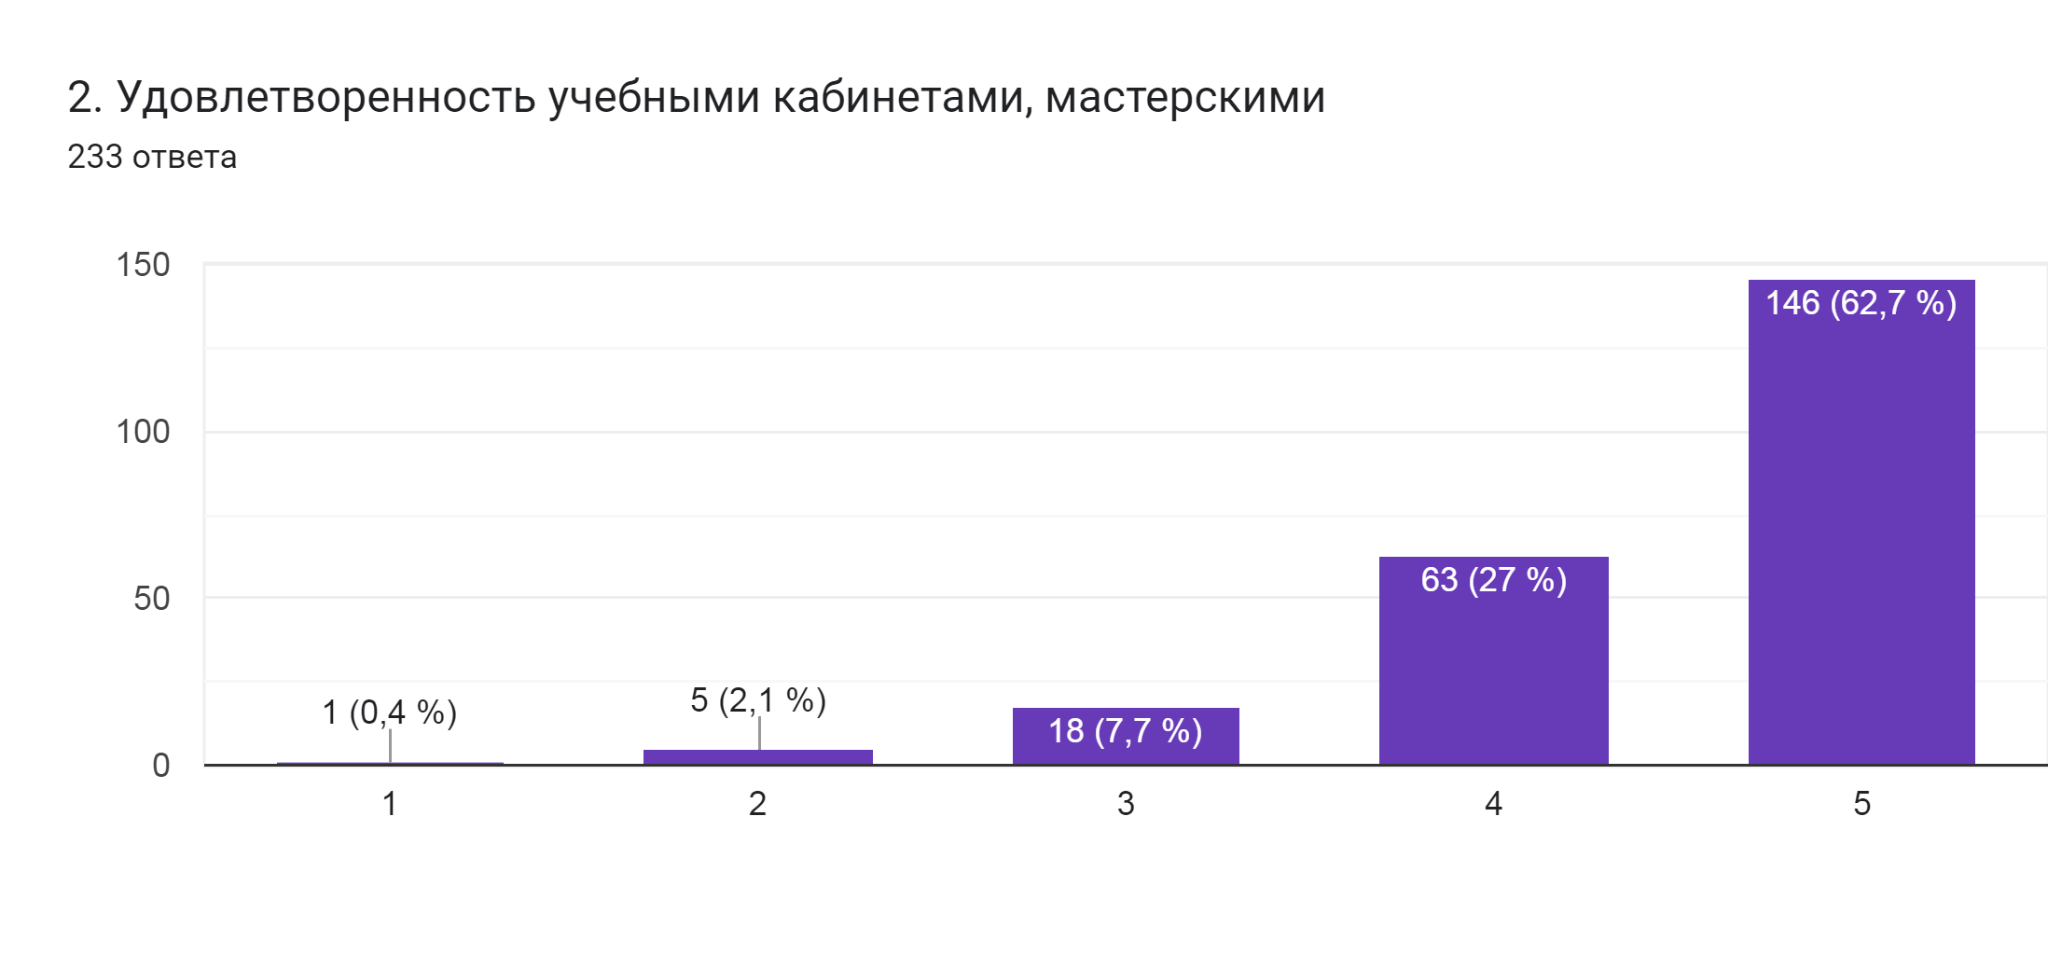 2. Удовлетворенность учебными кабинетами, мастерскими
233 ответа
150
100
50
0
1 (0,4 %)
5 (2,1 %)
18 (7,7 %)
63 (27 %)
146 (62,7 %)
1
2
3
4
5